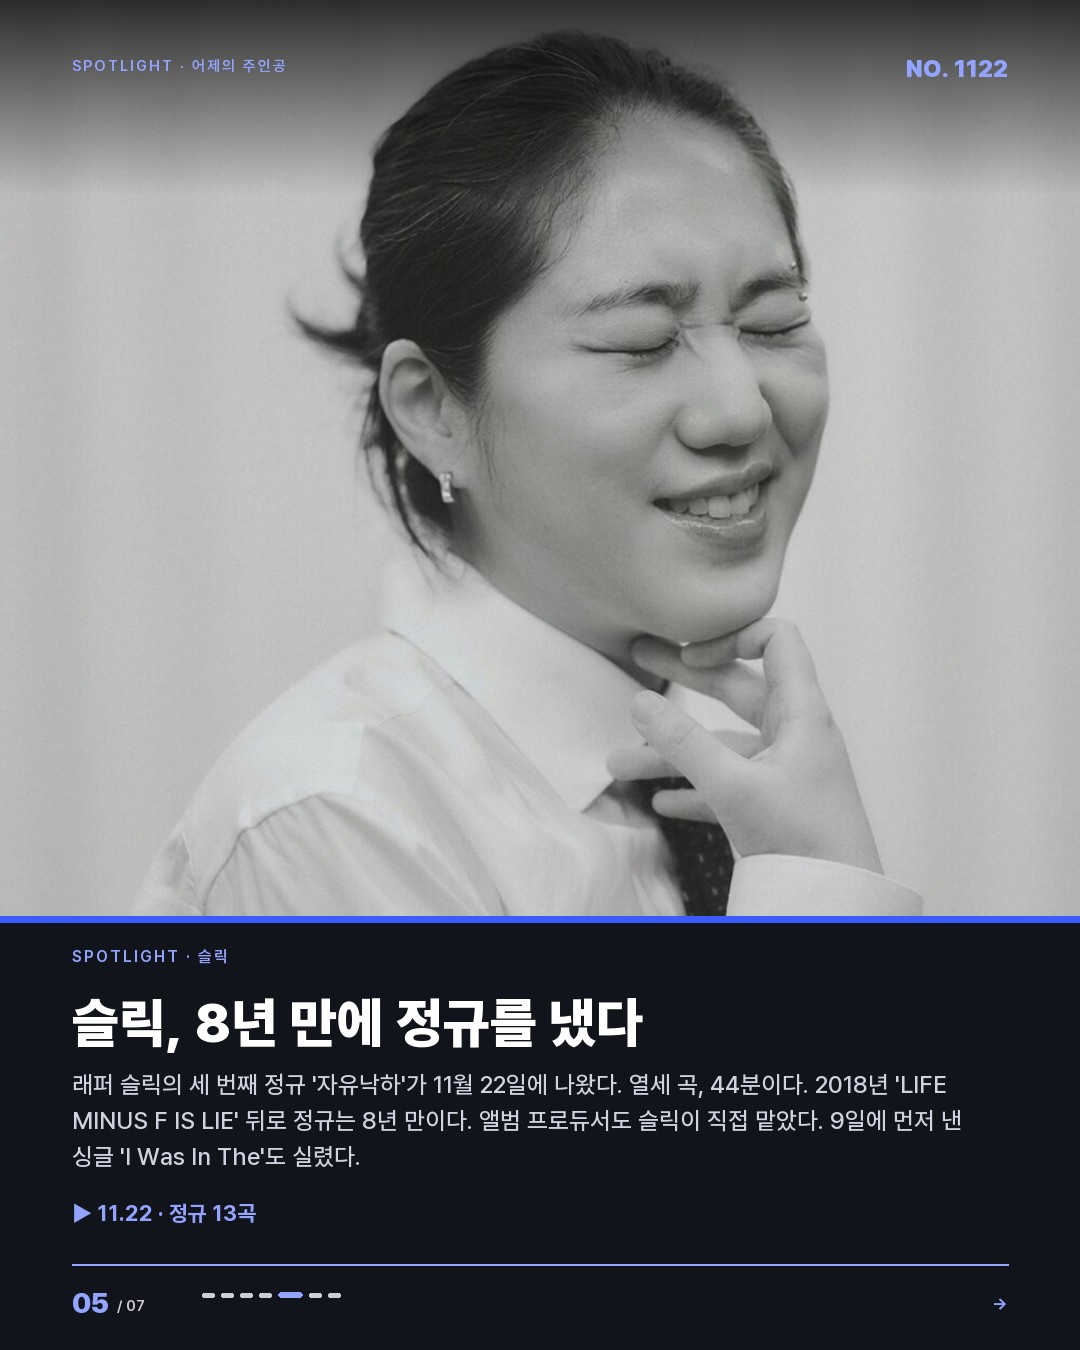 SPOTLIGHT · 어제의 주인공
NO. 1122
SPOTLIGHT · 슬릭
슬릭, 8년 만에 정규를 냈다
래퍼 슬릭의 세 번째 정규 '자유낙하'가 11월 22일에 나왔다. 열세 곡, 44분이다. 2018년 'LIFE
MINUS F IS LIE' 뒤로 정규는 8년 만이다. 앨범 프로듀서도 슬릭이 직접 맡았다. 9일에 먼저 낸
싱글 'I Was In The'도 실렸다.
▶ 11.22 · 정규 13곡
05 / 07
→